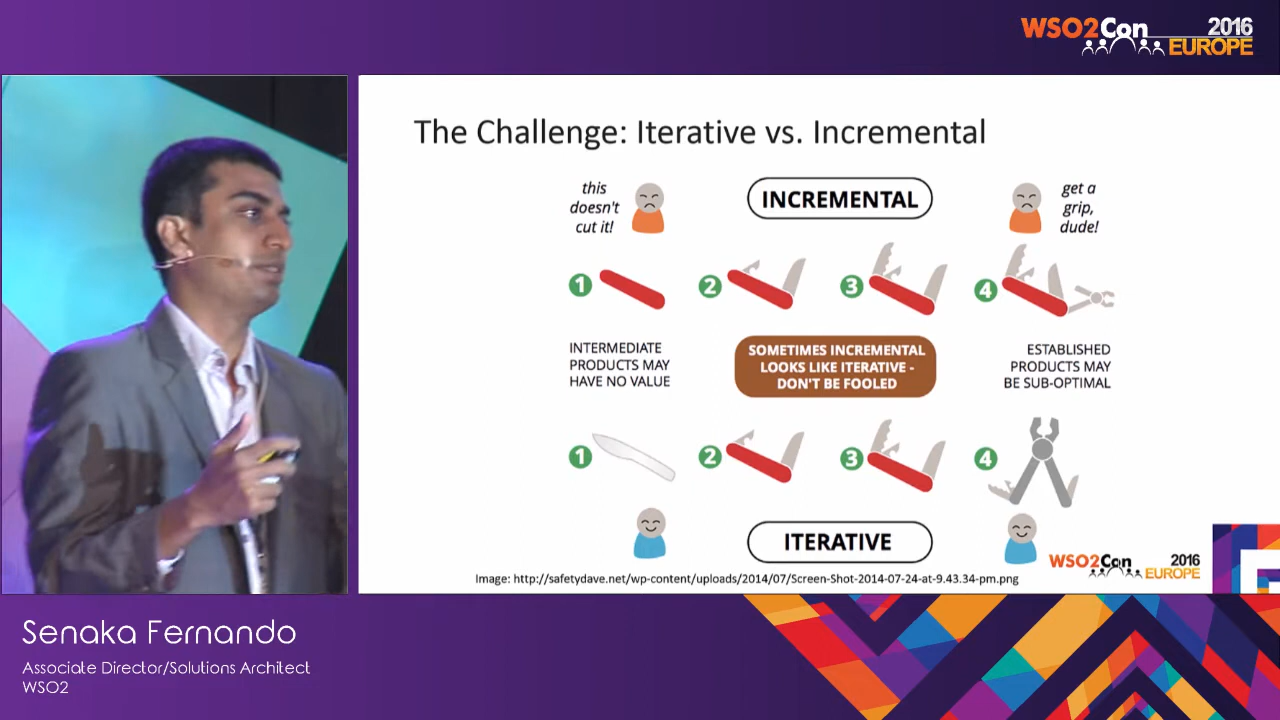 WSO2Con 2016
EUROPE
The Challenge: Iterative vs. Incremental
this
doesn't
cut it!
INCREMENTAL
get a
grip,
dude!
1
2
3
4
INTERMEDIATE
PRODUCTS MAY
HAVE NO VALUE
SOMETIMES INCREMENTAL
LOOKS LIKE ITERATIVE -
DON'T BE FOOLED
ESTABLISHED
PRODUCTS MAY
BE SUB-OPTIMAL
1
2
3
4
ITERATIVE
WSO2Con 2016
EUROPE
Image: http://safetydave.net/wp-content/uploads/2014/07/Screen-Shot-2014-07-24-at-9.43.34-pm.png
Senaka Fernando
Associate Director/Solutions Architect
WSO2